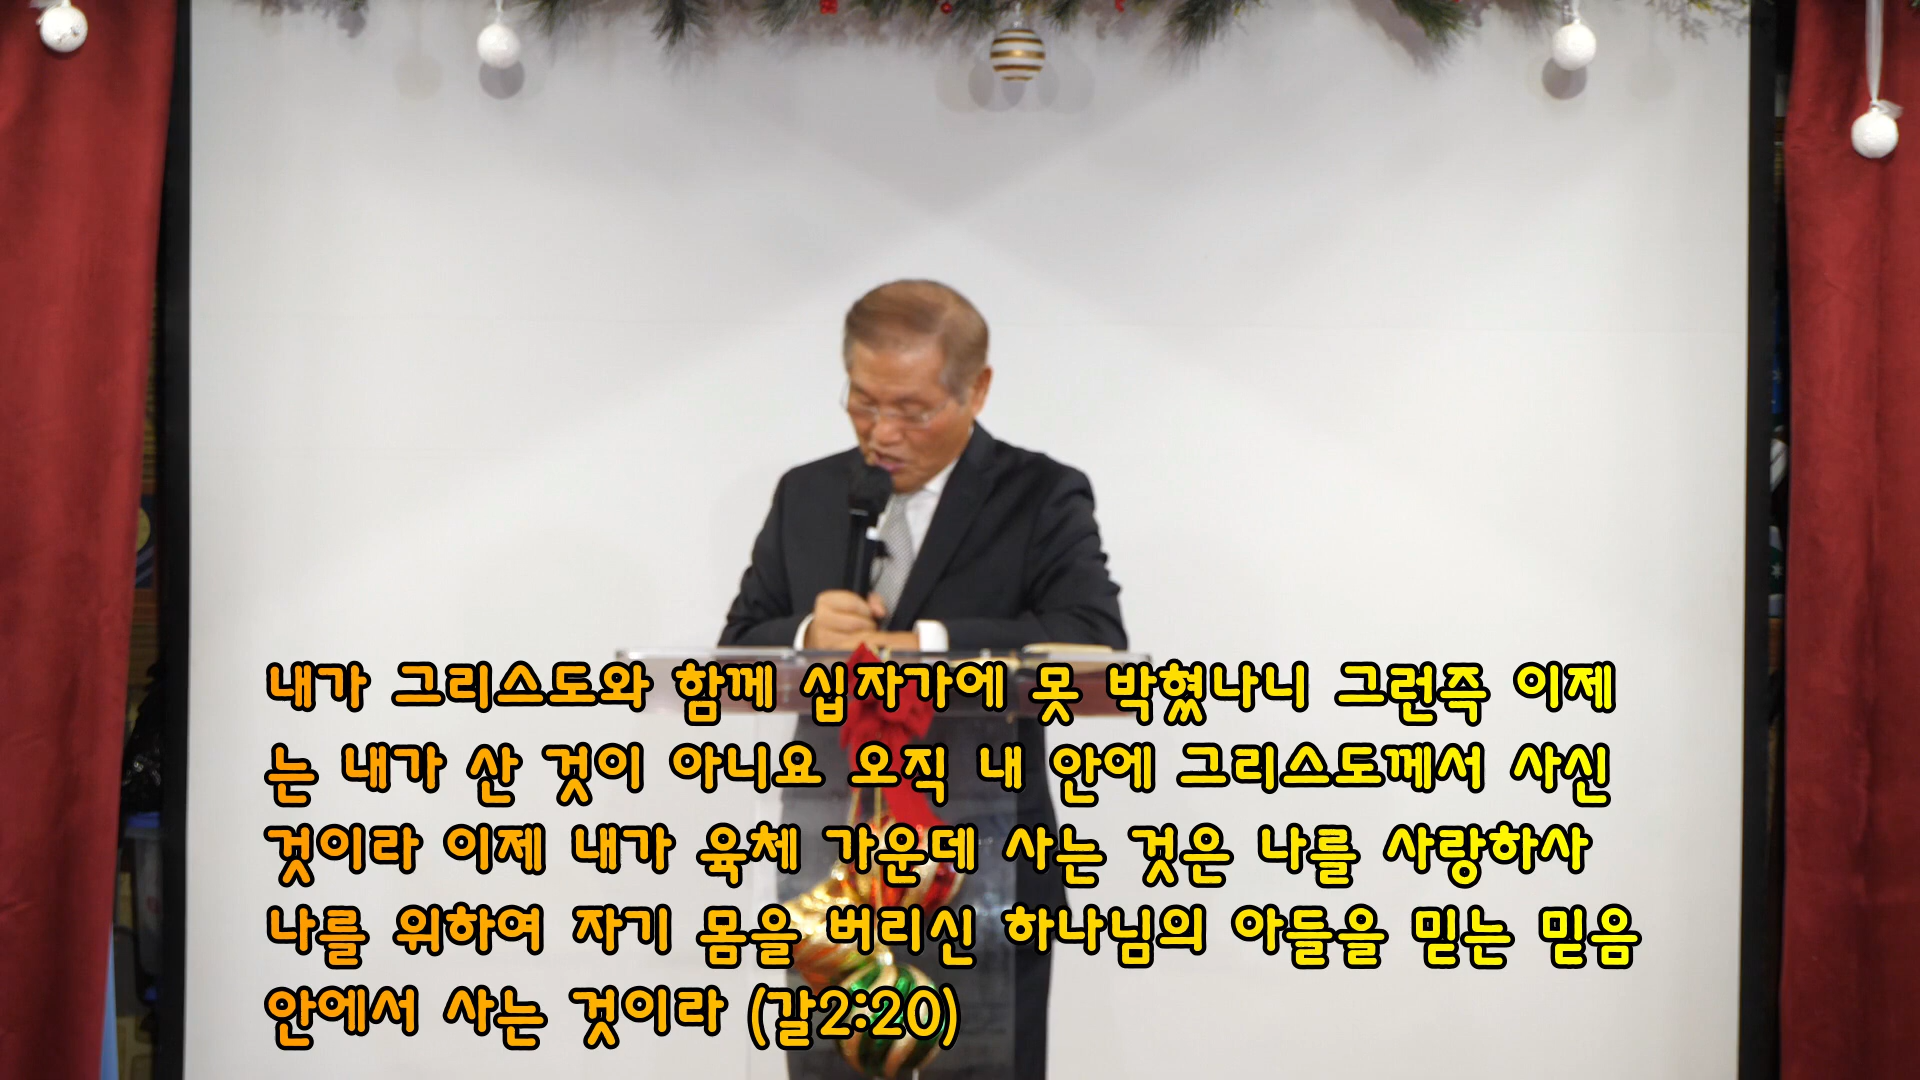 내가 그리스도와 함께 십자가에 못 박혔나니 그런즉 이제
는 내가 산 것이 아니요 오직 내 안에 그리스도께서 사신
것이라 이제 내가 육체 가운데 사는 것은 나를 사랑하사
나를 위하여 자기 몸을 버리신 하나님의 아들을 믿는 믿음
안에서 사는 것이라 (갈2:20)